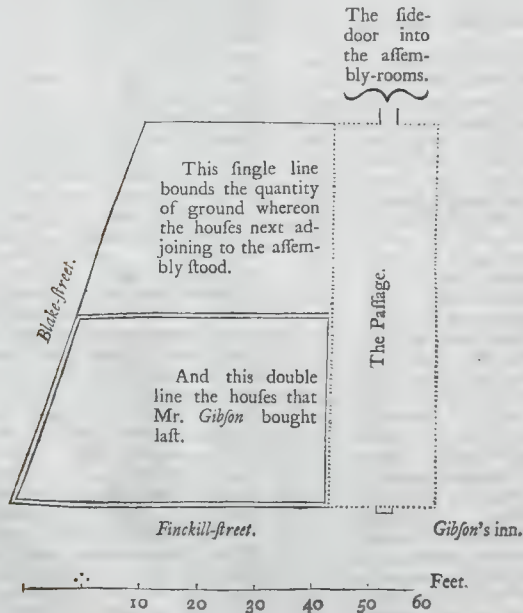 The ſide-
door into
the aſſem-
bly-rooms.
This ſingle line
bounds the quantity
of ground whereon
the houſes next ad-
joining to the aſſem-
bly ſtood.
Blake-ſtreet.
The Paſſage.
And this double
line the houſes that
Mr. Gibſon bought
laſt.
Finckill-ſtreet.
Gibſon's inn.
Feet.
10 20 30 40 50 60